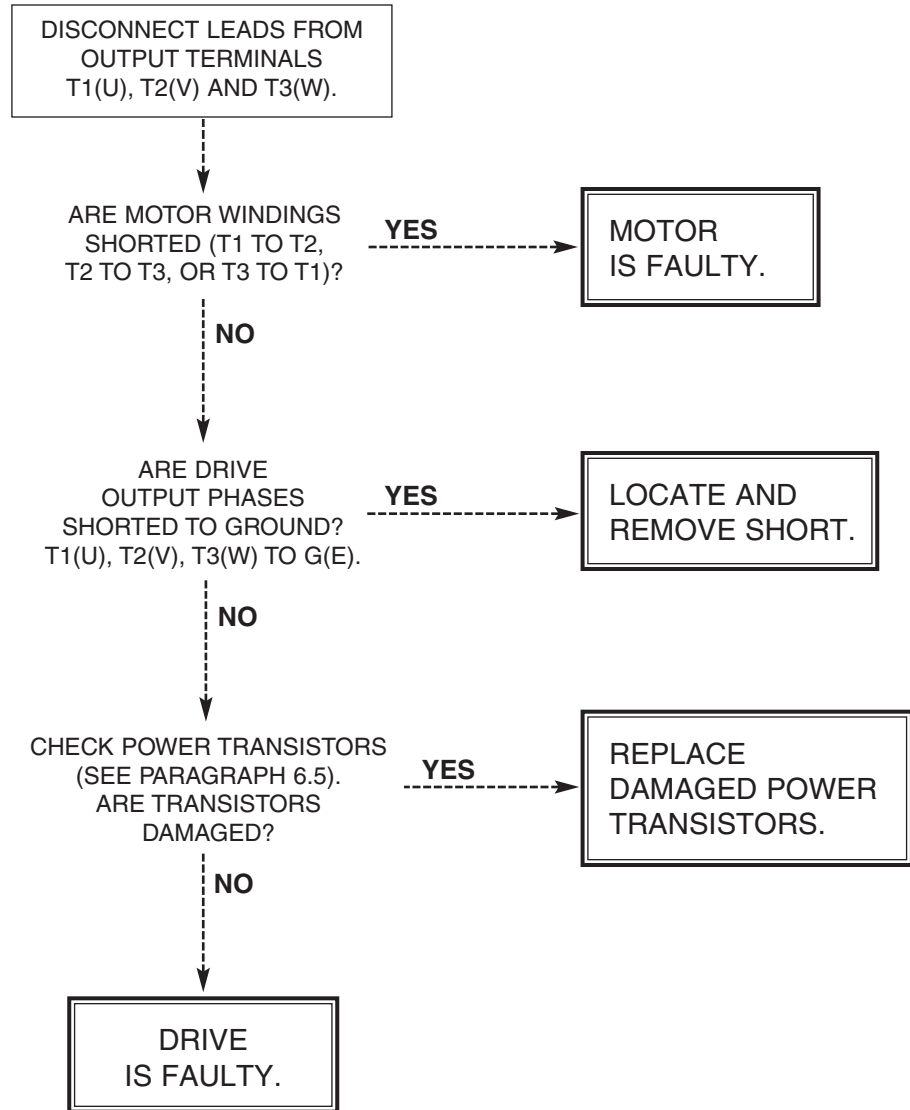 DISCONNECT LEADS FROM
OUTPUT TERMINALS
T1(U), T2(V) AND T3(W).
ARE MOTOR WINDINGS
SHORTED (T1 TO T2,
T2 TO T3, OR T3 TO T1)?
YES
MOTOR
IS FAULTY.
NO
ARE DRIVE
OUTPUT PHASES
SHORTED TO GROUND?
T1(U), T2(V), T3(W) TO G(E).
YES
LOCATE AND
REMOVE SHORT.
NO
CHECK POWER TRANSISTORS
(SEE PARAGRAPH 6.5).
ARE TRANSISTORS
DAMAGED?
YES
REPLACE
DAMAGED POWER
TRANSISTORS.
NO
DRIVE
IS FAULTY.